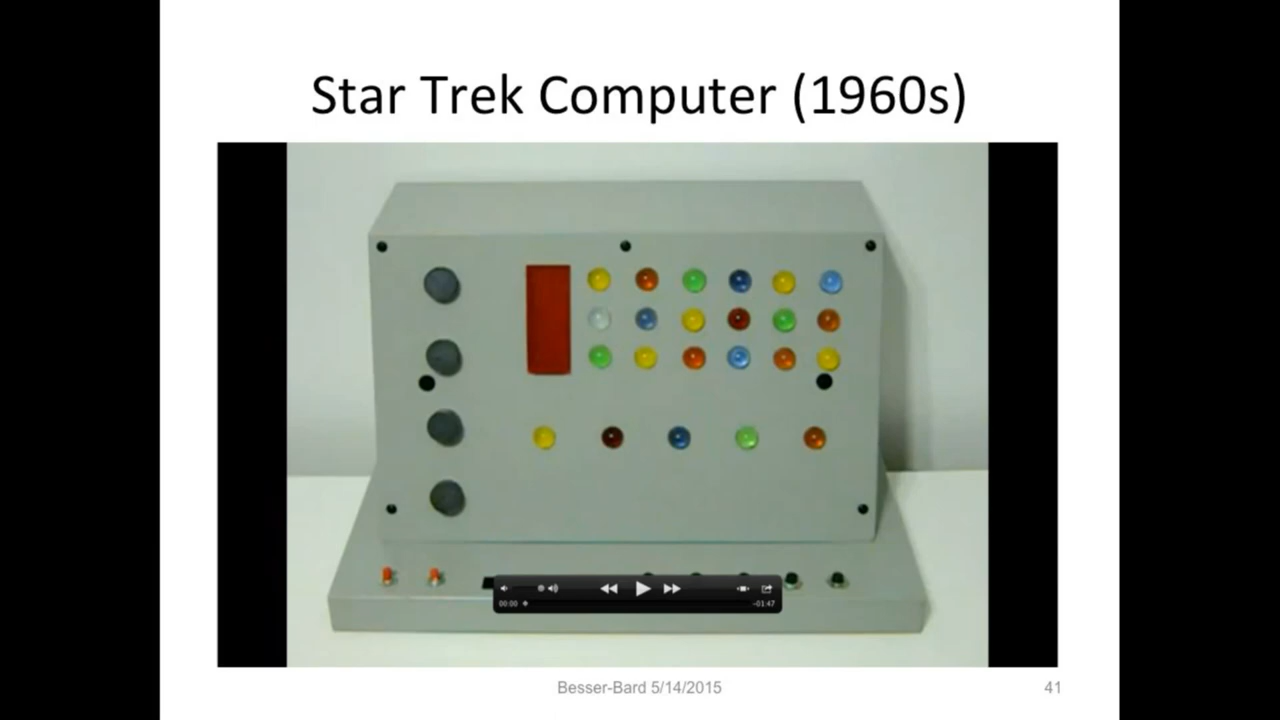 Star Trek Computer (1960s)
00:00
-01:47
Besser-Bard 5/14/2015
41